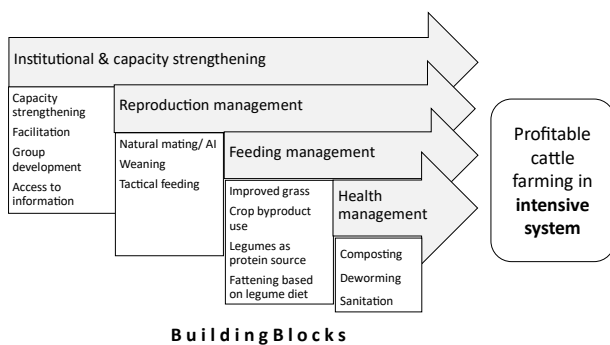 Institutional & capacity strengthening
Capacity
strengthening
Facilitation
Group
development
Access to
information
Reproduction management
Natural mating/ AI
Weaning
Tactical feeding
Feeding management
Improved grass
Crop byproduct
use
Legumes as
protein source
Fattening based
on legume diet
Health
management
Composting
Deworming
Sanitation
Profitable
cattle
farming in
intensive
system
BuildingBlocks